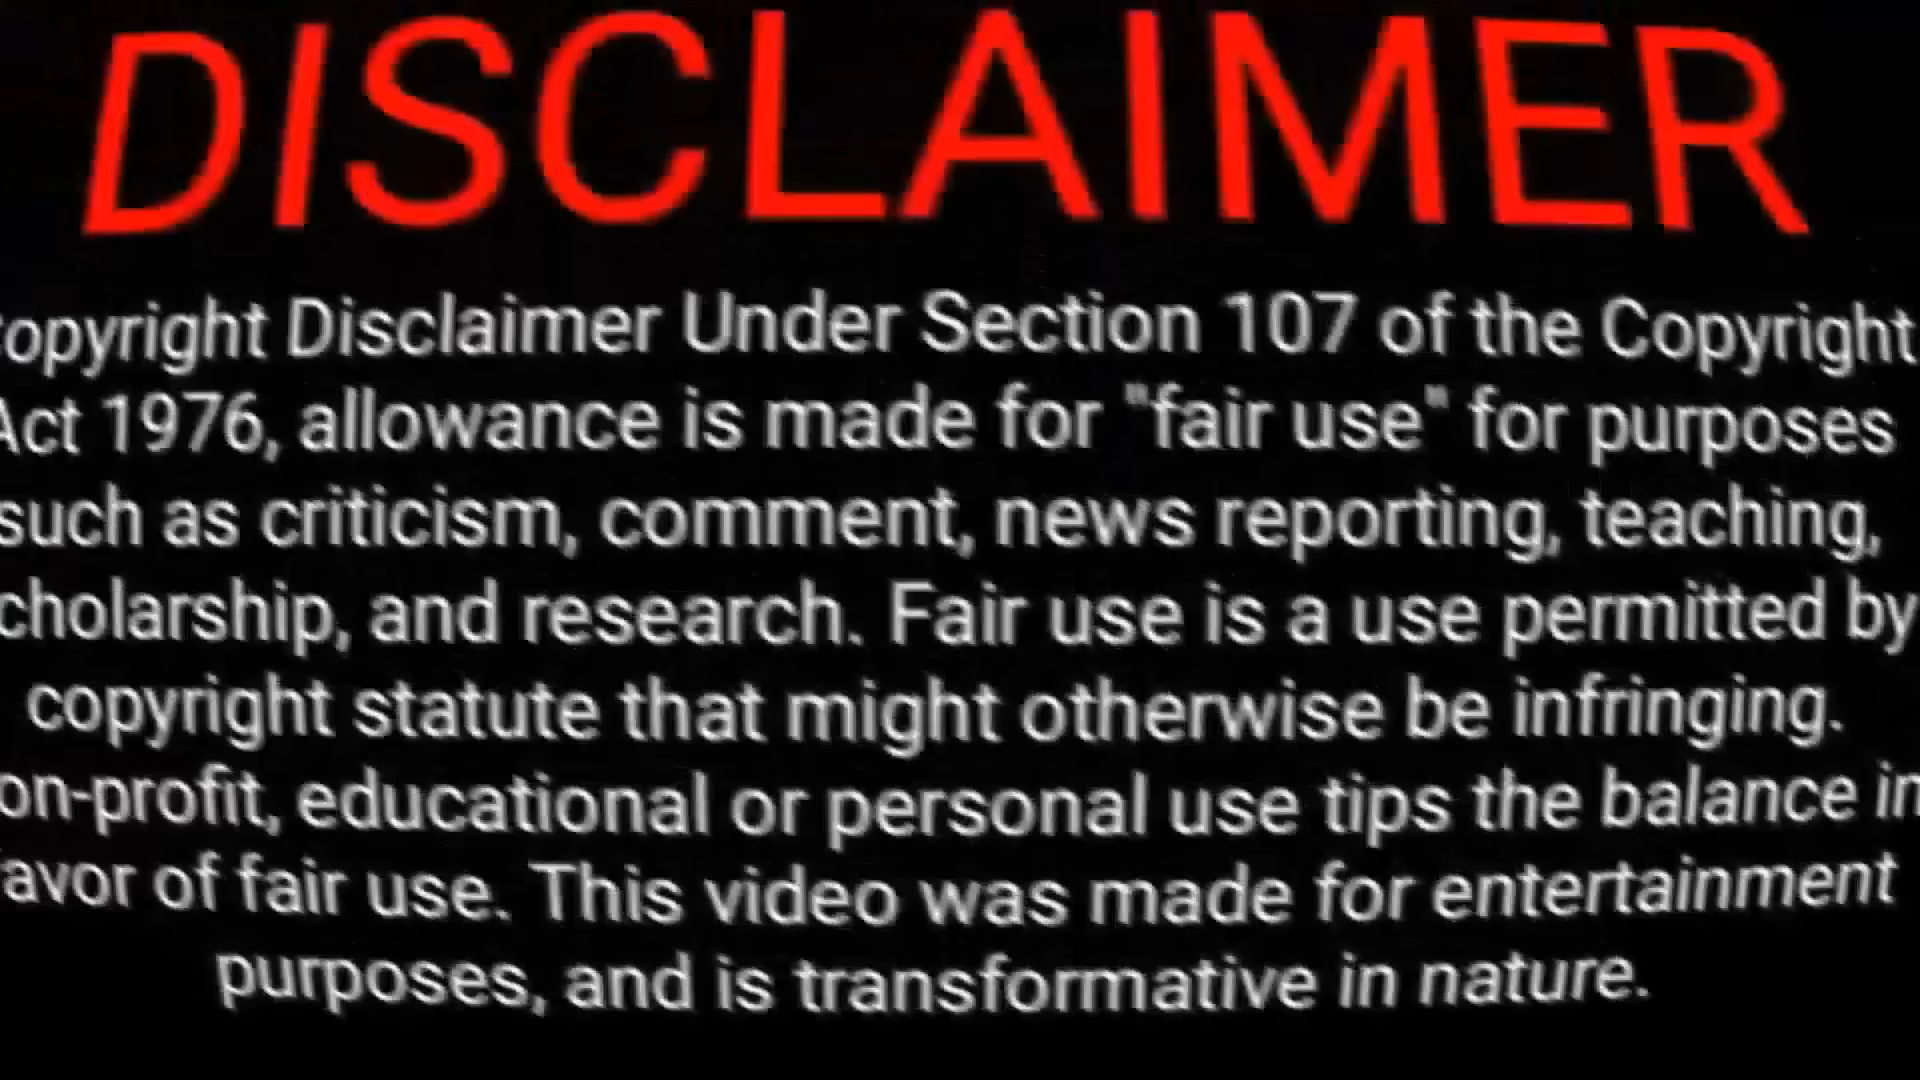 DISCLAIMER
Copyright Disclaimer Under Section 107 of the Copyright
Act 1976, allowance is made for "fair use" for purposes
such as criticism, comment, news reporting, teaching,
cholarship, and research. Fair use is a use permitted by
copyright statute that might otherwise be infringing.
on-profit, educational or personal use tips the balance in
favor of fair use. This video was made for entertainment
purposes, and is transformative in nature.